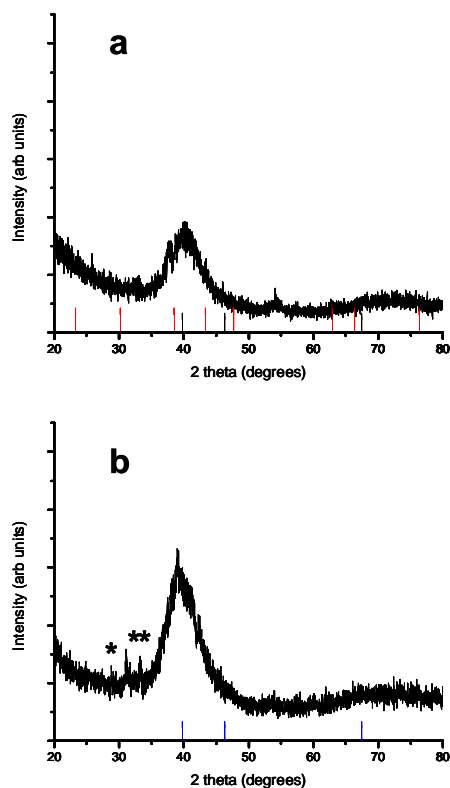 a
Intensity (arb units)
20 30 40 50 60 70 80
2 theta (degrees)
b
Intensity (arb units)
*
**
20 30 40 50 60 70 80
2 theta (degrees)